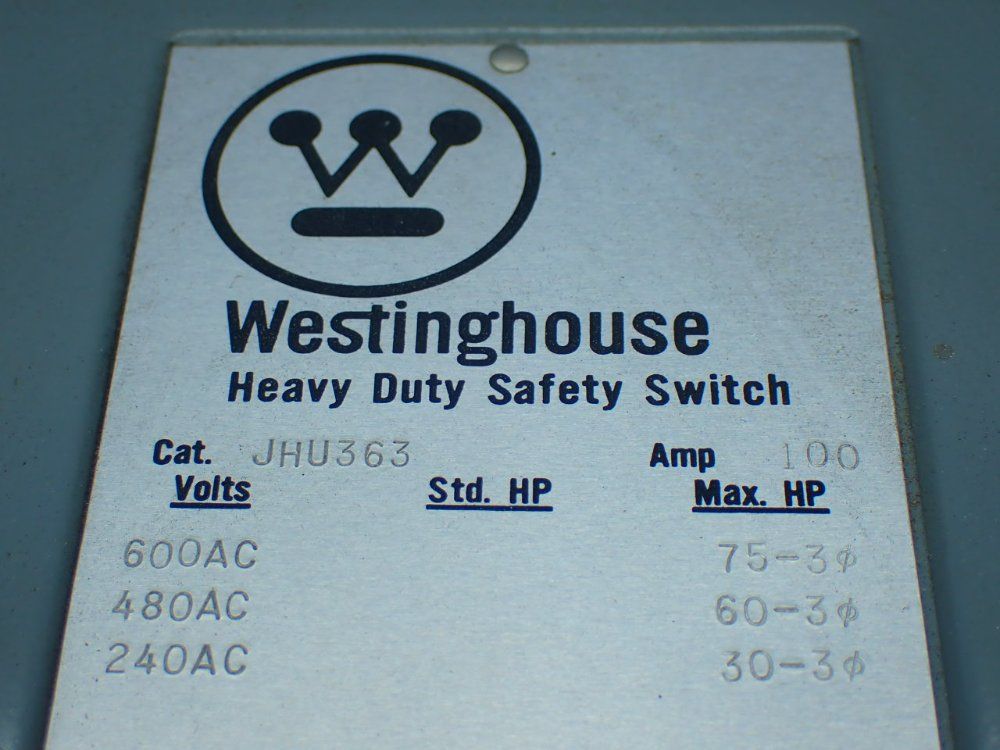 Westinghouse
Heavy Duty Safety Switch
Cat. JHU363 Amp 100
Volts Std. HP Max. HP
600AC 75-3φ
480AC 60-3φ
240AC 30-3φ